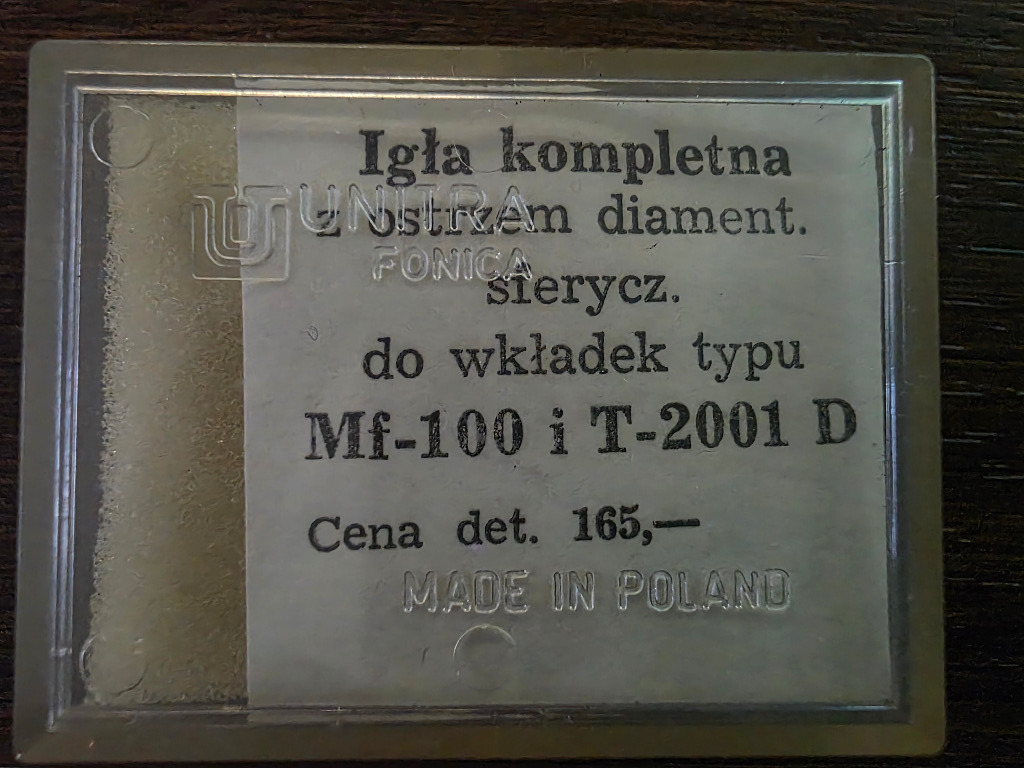 Igła kompletna
UNITRA
z ostrzem diament.
FONICA
sferycz.
do wkładek typu
Mf-100 i T-2001 D
Cena det. 165,—
MADE IN POLAND